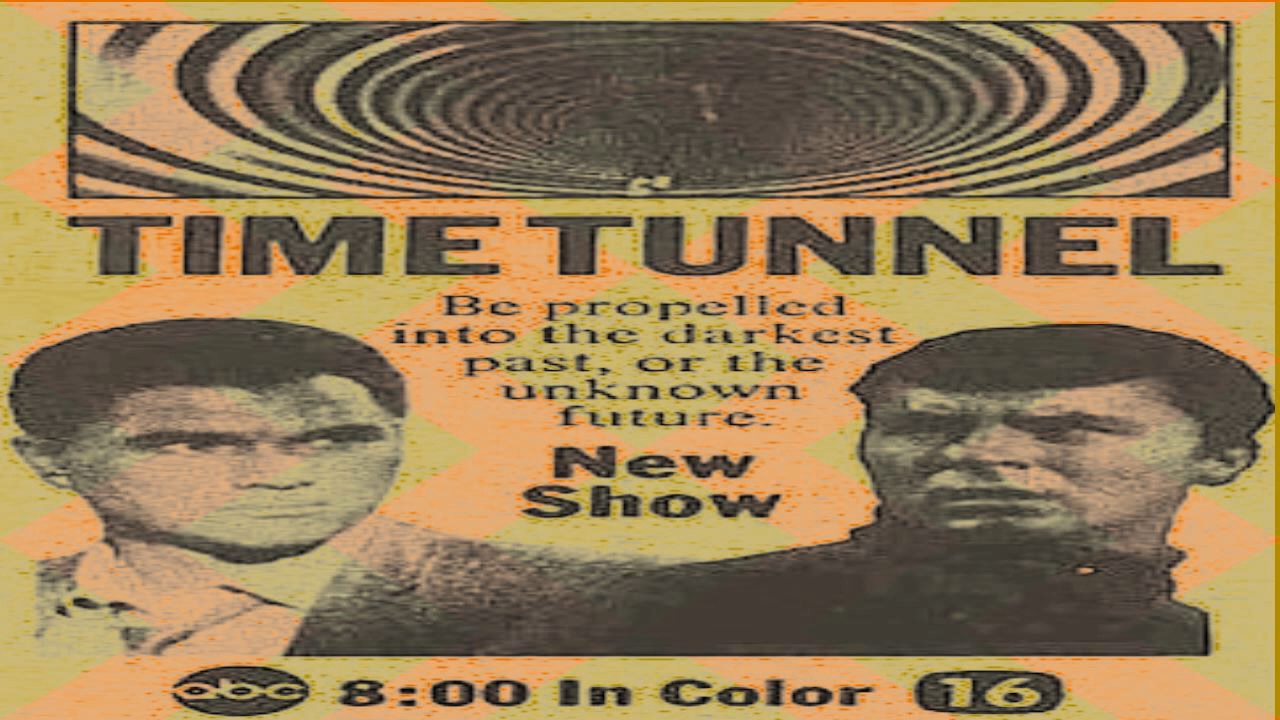 TIME TUNNEL
Be propelled
into the darkest
past, or the
unknown
future.
New
Show
abc 8:00 In Color 16